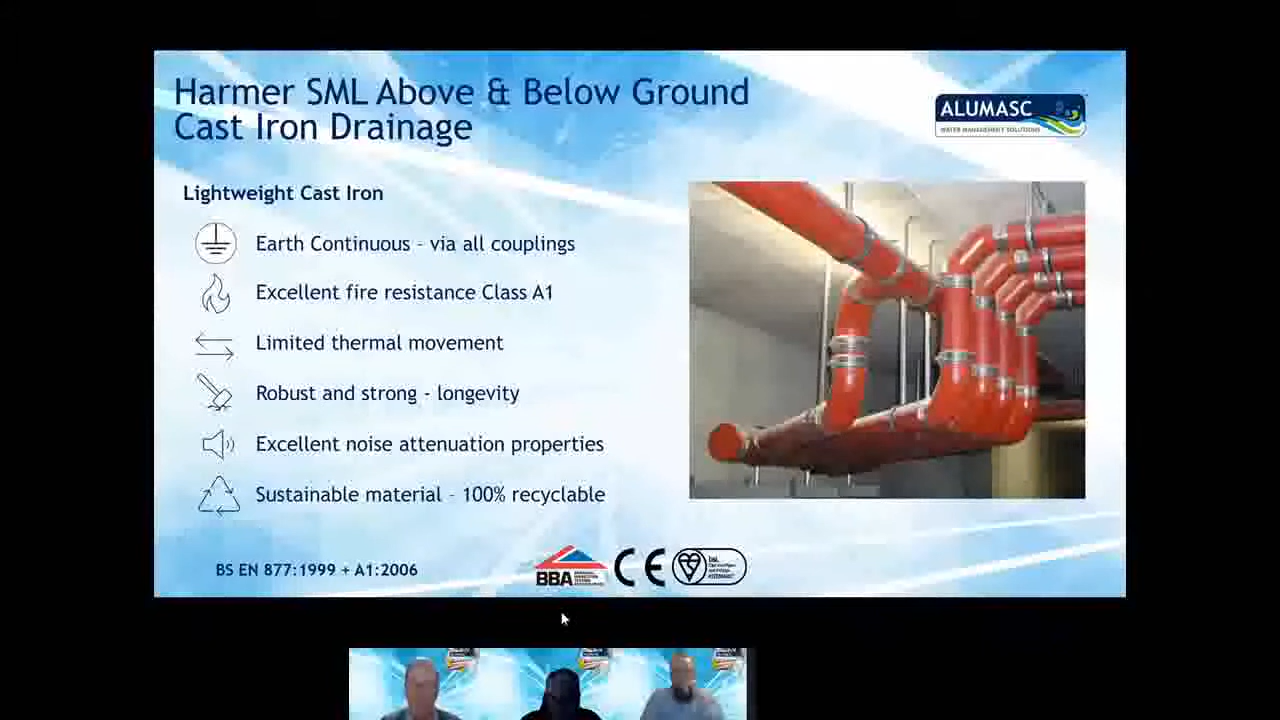 Harmer SML Above & Below Ground
Cast Iron Drainage
ALUMASC
WATER MANAGEMENT SOLUTIONS
Lightweight Cast Iron
Earth Continuous - via all couplings
Excellent fire resistance Class A1
Limited thermal movement
Robust and strong - longevity
Excellent noise attenuation properties
Sustainable material - 100% recyclable
BS EN 877:1999 + A1:2006
BBA
CE
bsi.